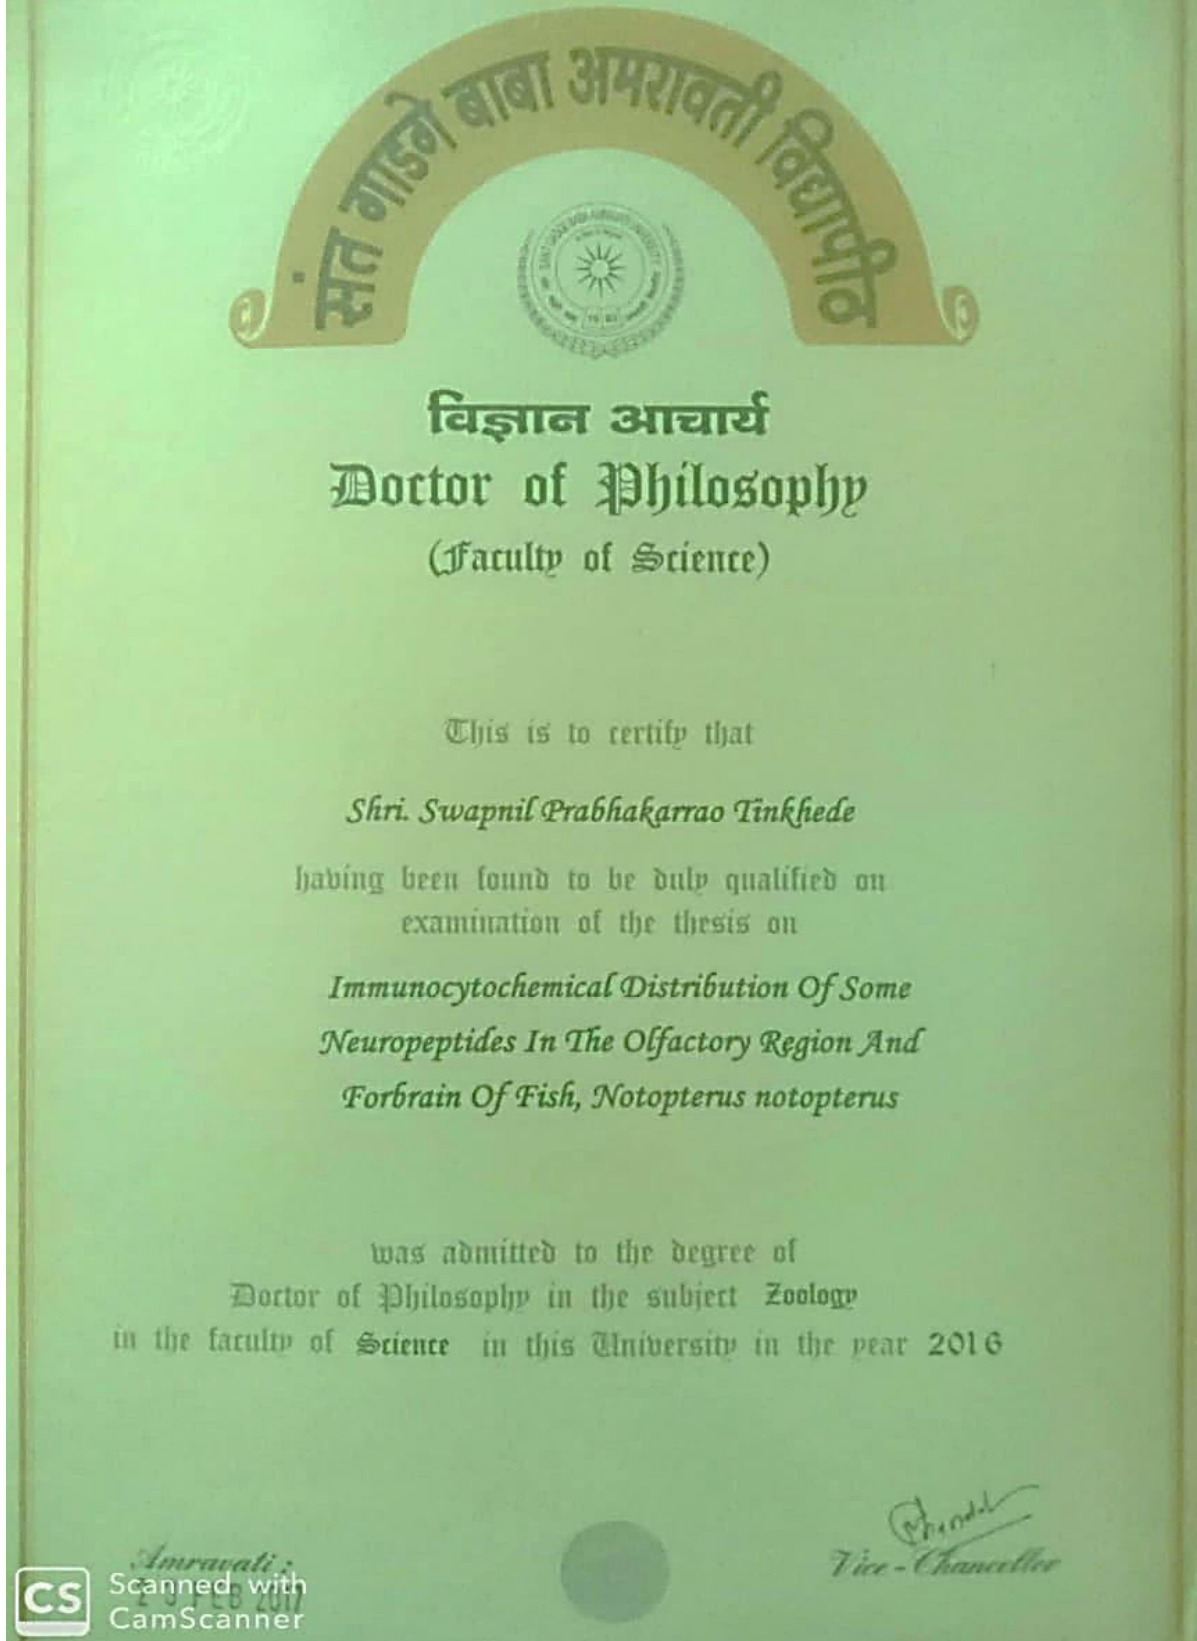 संत गाडगे बाबा अमरावती विद्यापीठ
विज्ञान आचार्य
Doctor of Philosophy
(Faculty of Science)
This is to certify that
Shri. Swapnil Prabhakarrao Tinkhede
having been found to be duly qualified on
examination of the thesis on
Immunocytochemical Distribution Of Some
Neuropeptides In The Olfactory Region And
Forbrain Of Fish, Notopterus notopterus
was admitted to the degree of
Doctor of Philosophy in the subject Zoology
in the faculty of Science in this University in the year 2016
Amravati :
FEB 2017
Vice-Chancellor
CS
Scanned with
CamScanner